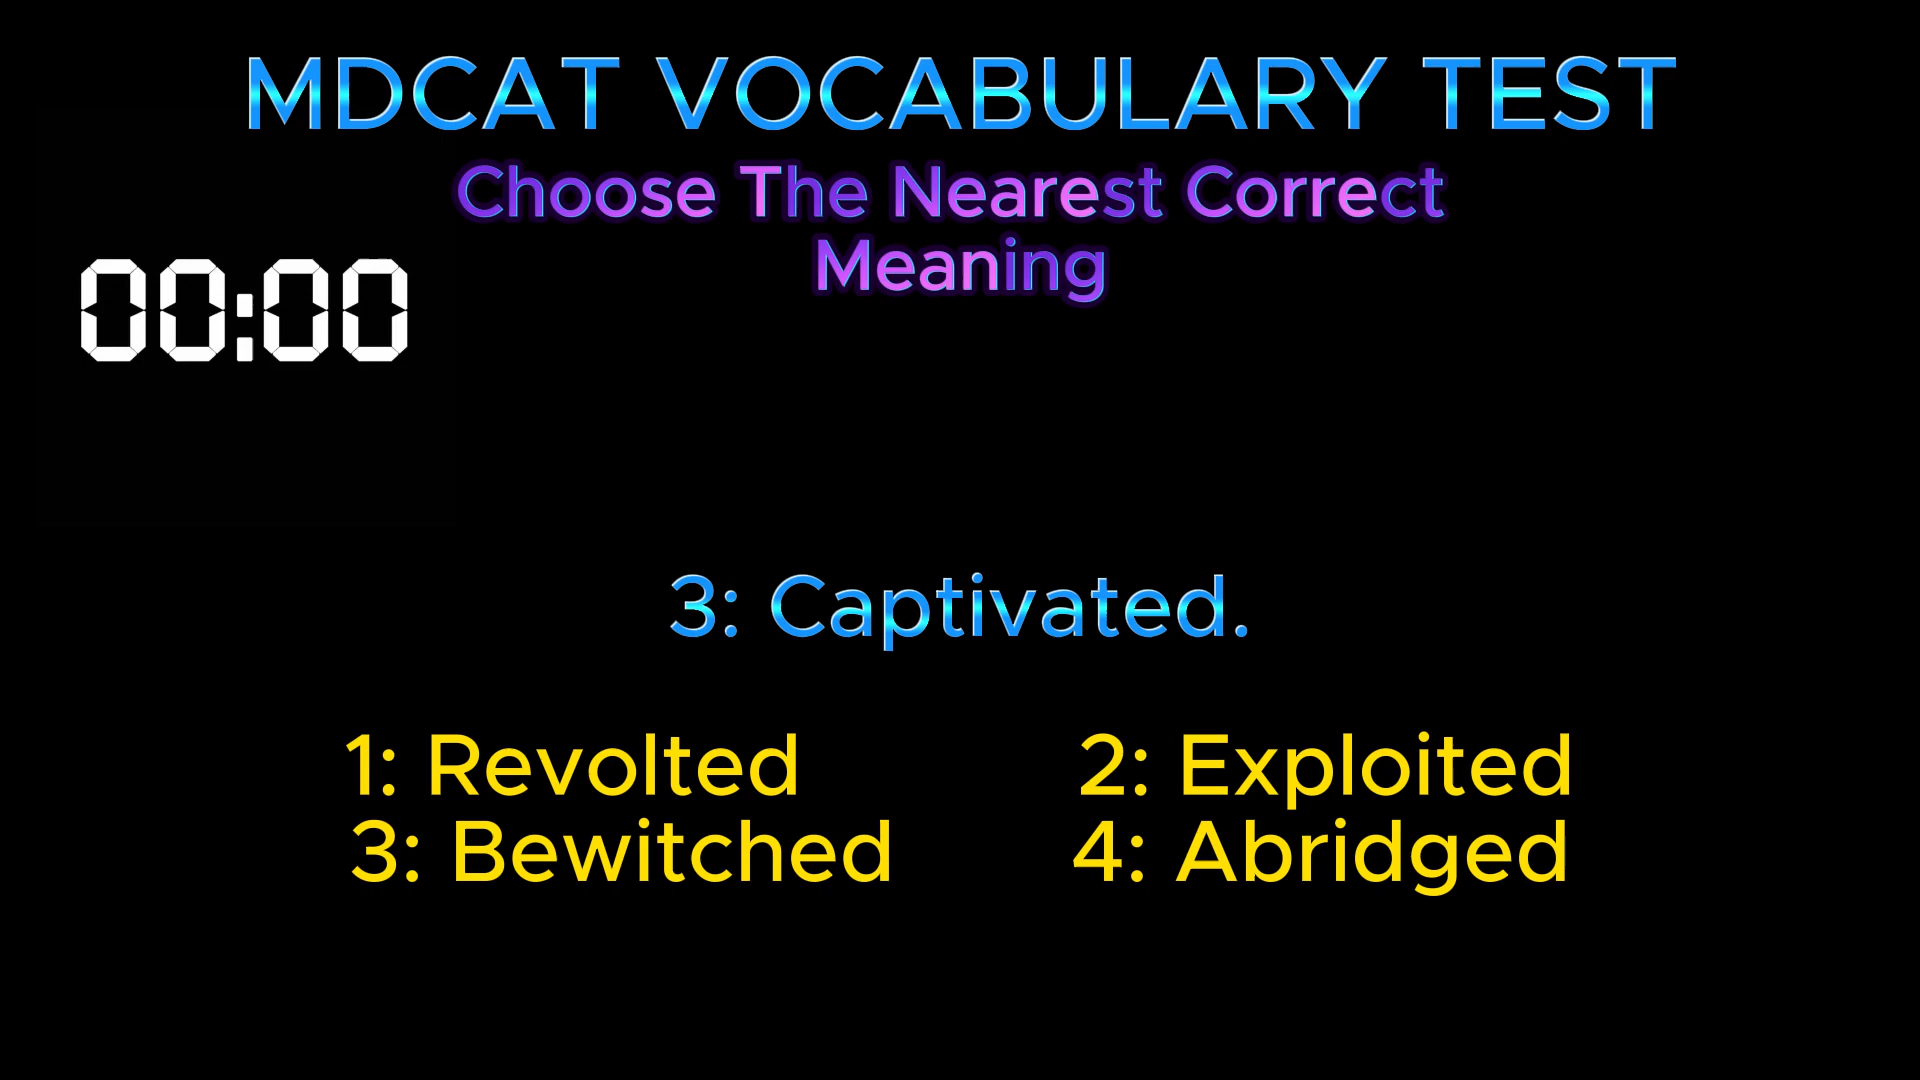 MDCAT VOCABULARY TEST
Choose The Nearest Correct
Meaning
00:00
3: Captivated.
1: Revolted 2: Exploited
3: Bewitched 4: Abridged